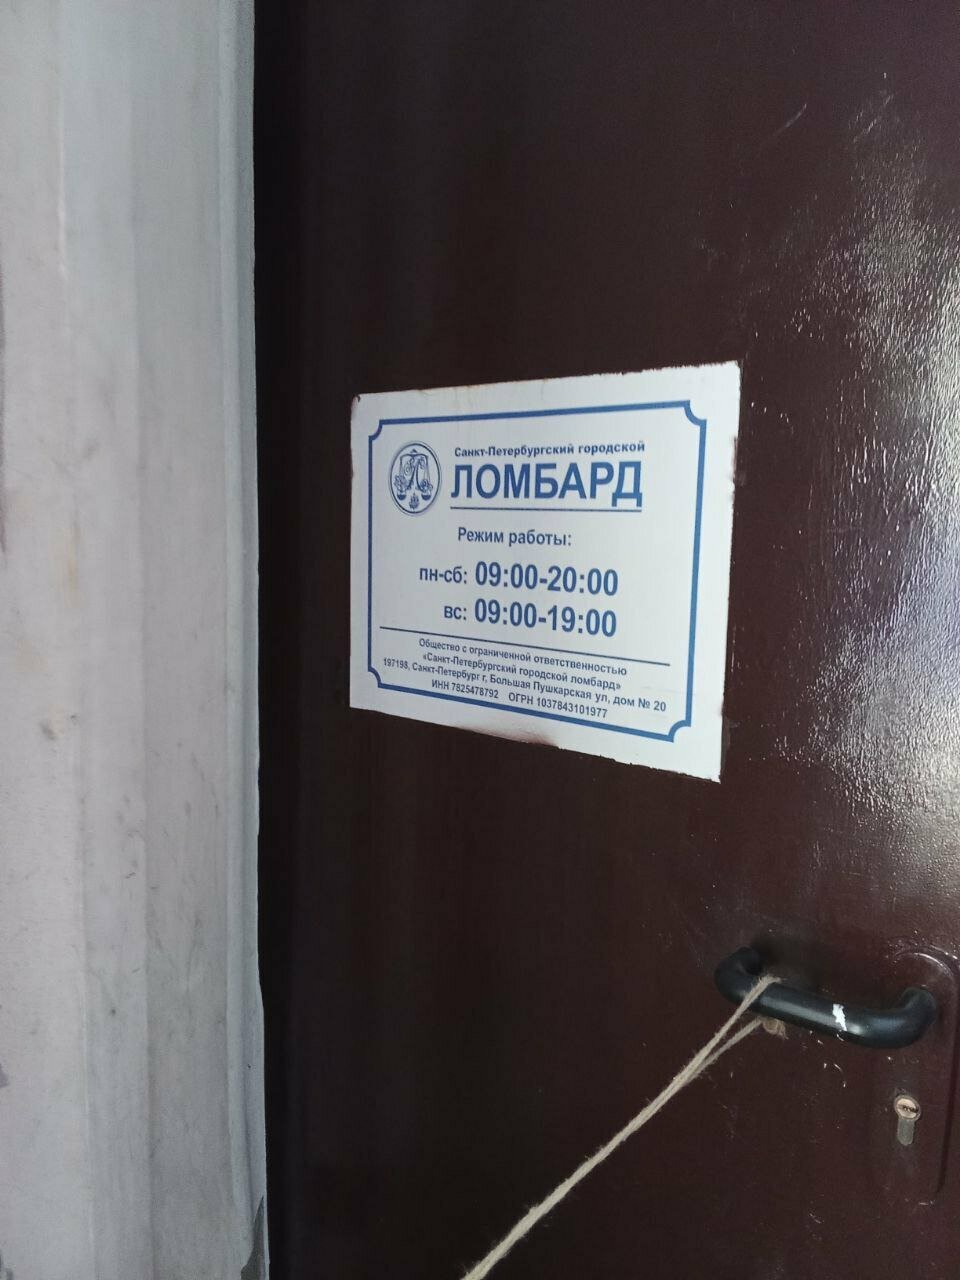 Санкт-Петербургский городской
ЛОМБАРД
Режим работы:
пн-сб: 09:00-20:00
вс: 09:00-19:00
Общество с ограниченной ответственностью
«Санкт-Петербургский городской ломбард»
197198, Санкт-Петербург г, Большая Пушкарская ул, дом № 20
ИНН 7825478792 ОГРН 1037843101977